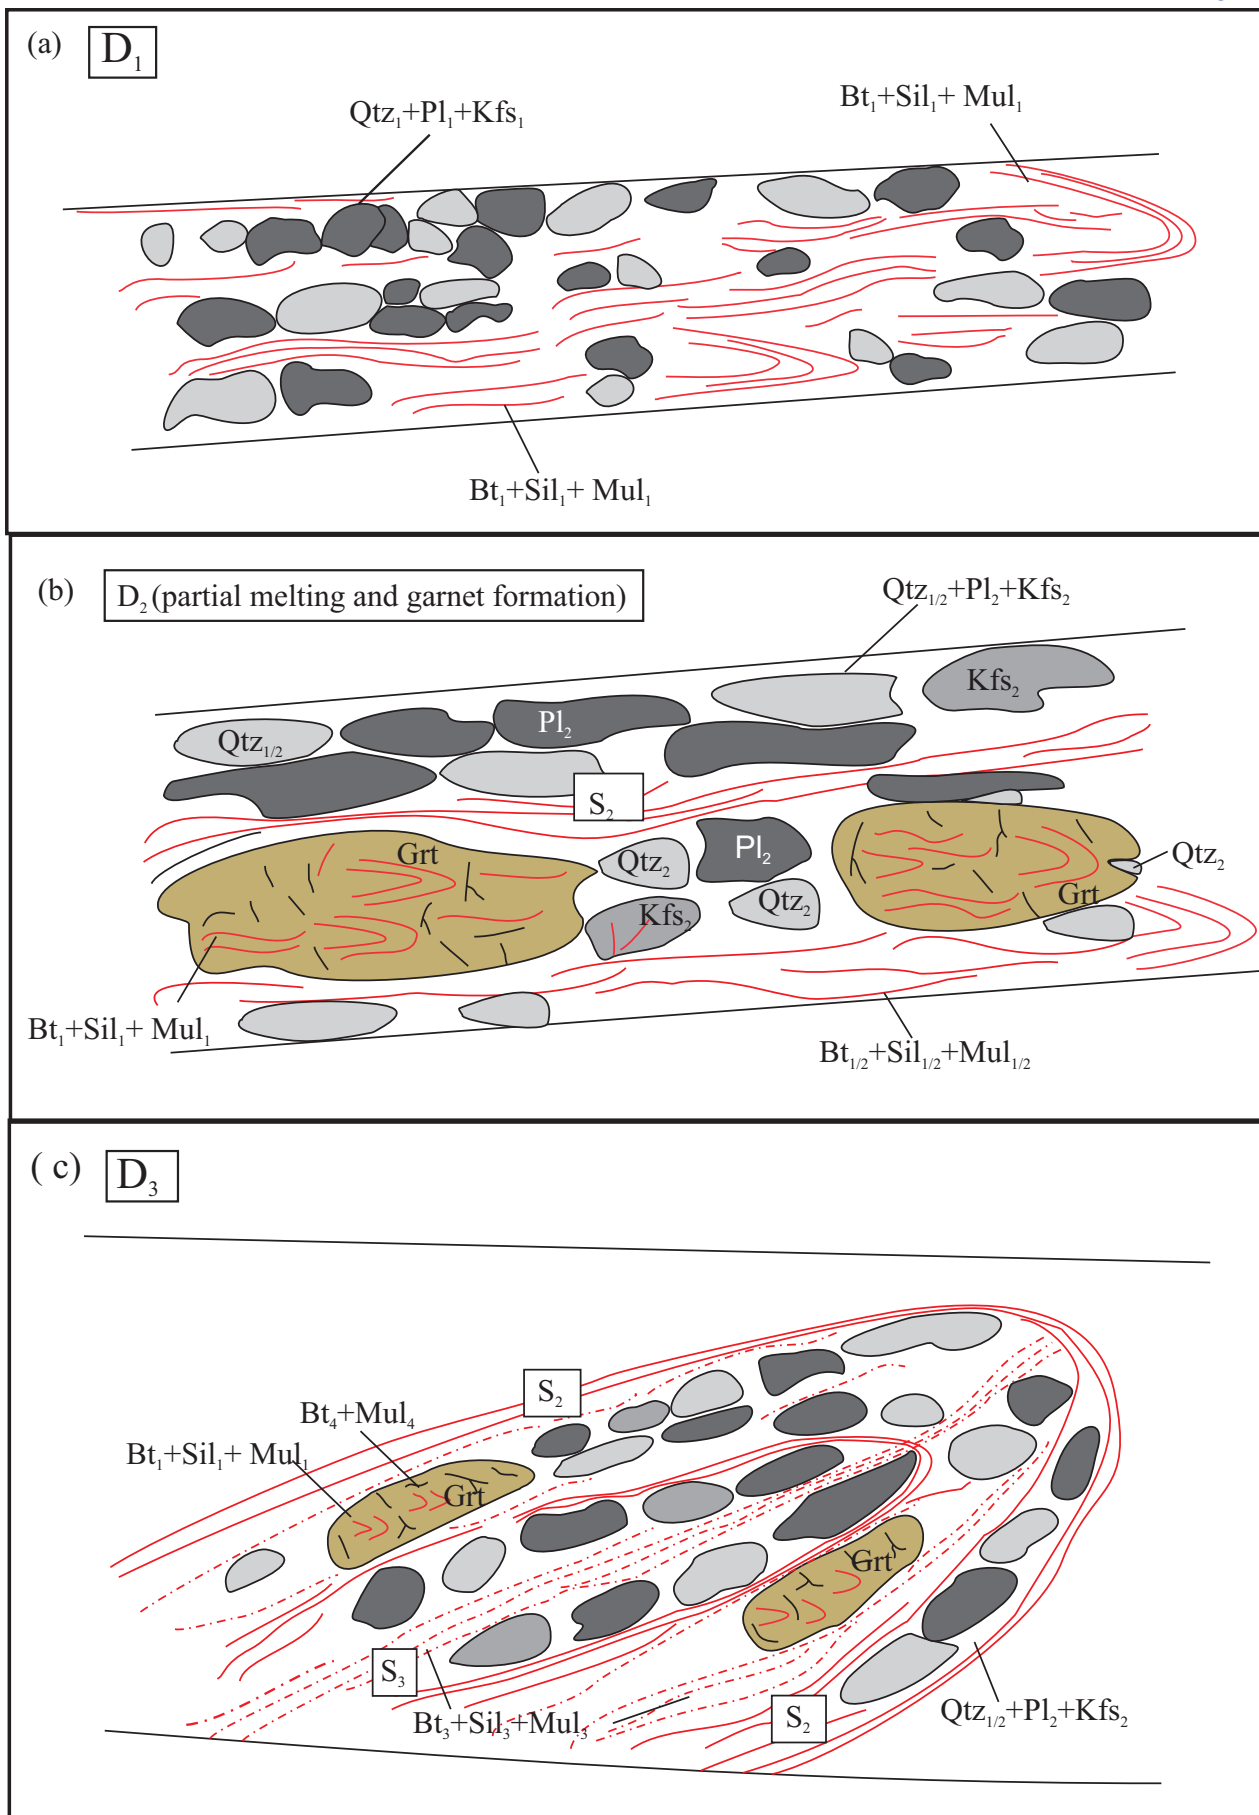 (a) D₁
Qtz₁+Pl₁+Kfs₁
Bt₁+Sil₁+ Mul₁
Bt₁+Sil₁+ Mul₁
(b) D₂ (partial melting and garnet formation)
Qtz₁/₂+Pl₂+Kfs₂
Kfs₂
Pl₂
Qtz₁/₂
S₂
Grt
Qtz₂
Pl₂
Qtz₂
Grt
Qtz₂
Kfs₂
Bt₁+Sil₁+ Mul₁
Bt₁/₂+Sil₁/₂+Mul₁/₂
( c) D₃
S₂
Bt₄+Mul₄
Bt₁+Sil₁+ Mul₁
Grt
Grt
S₃
Bt₃+Sil₃+Mul₃
S₂
Qtz₁/₂+Pl₂+Kfs₂